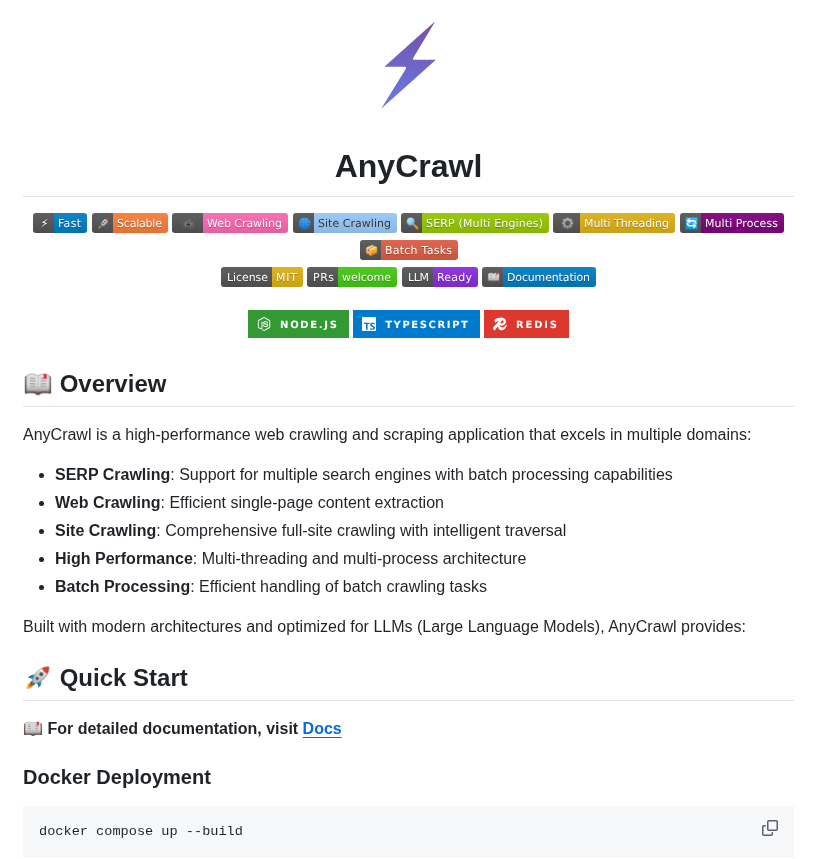 AnyCrawl
Fast Scalable Web Crawling Site Crawling SERP (Multi Engines) Multi Threading Multi Process
Batch Tasks
License MIT PRs welcome LLM Ready Documentation
NODE.JS TS TYPESCRIPT REDIS
Overview
AnyCrawl is a high-performance web crawling and scraping application that excels in multiple domains:
SERP Crawling: Support for multiple search engines with batch processing capabilities
Web Crawling: Efficient single-page content extraction
Site Crawling: Comprehensive full-site crawling with intelligent traversal
High Performance: Multi-threading and multi-process architecture
Batch Processing: Efficient handling of batch crawling tasks
Built with modern architectures and optimized for LLMs (Large Language Models), AnyCrawl provides:
Quick Start
For detailed documentation, visit Docs
Docker Deployment
docker compose up --build